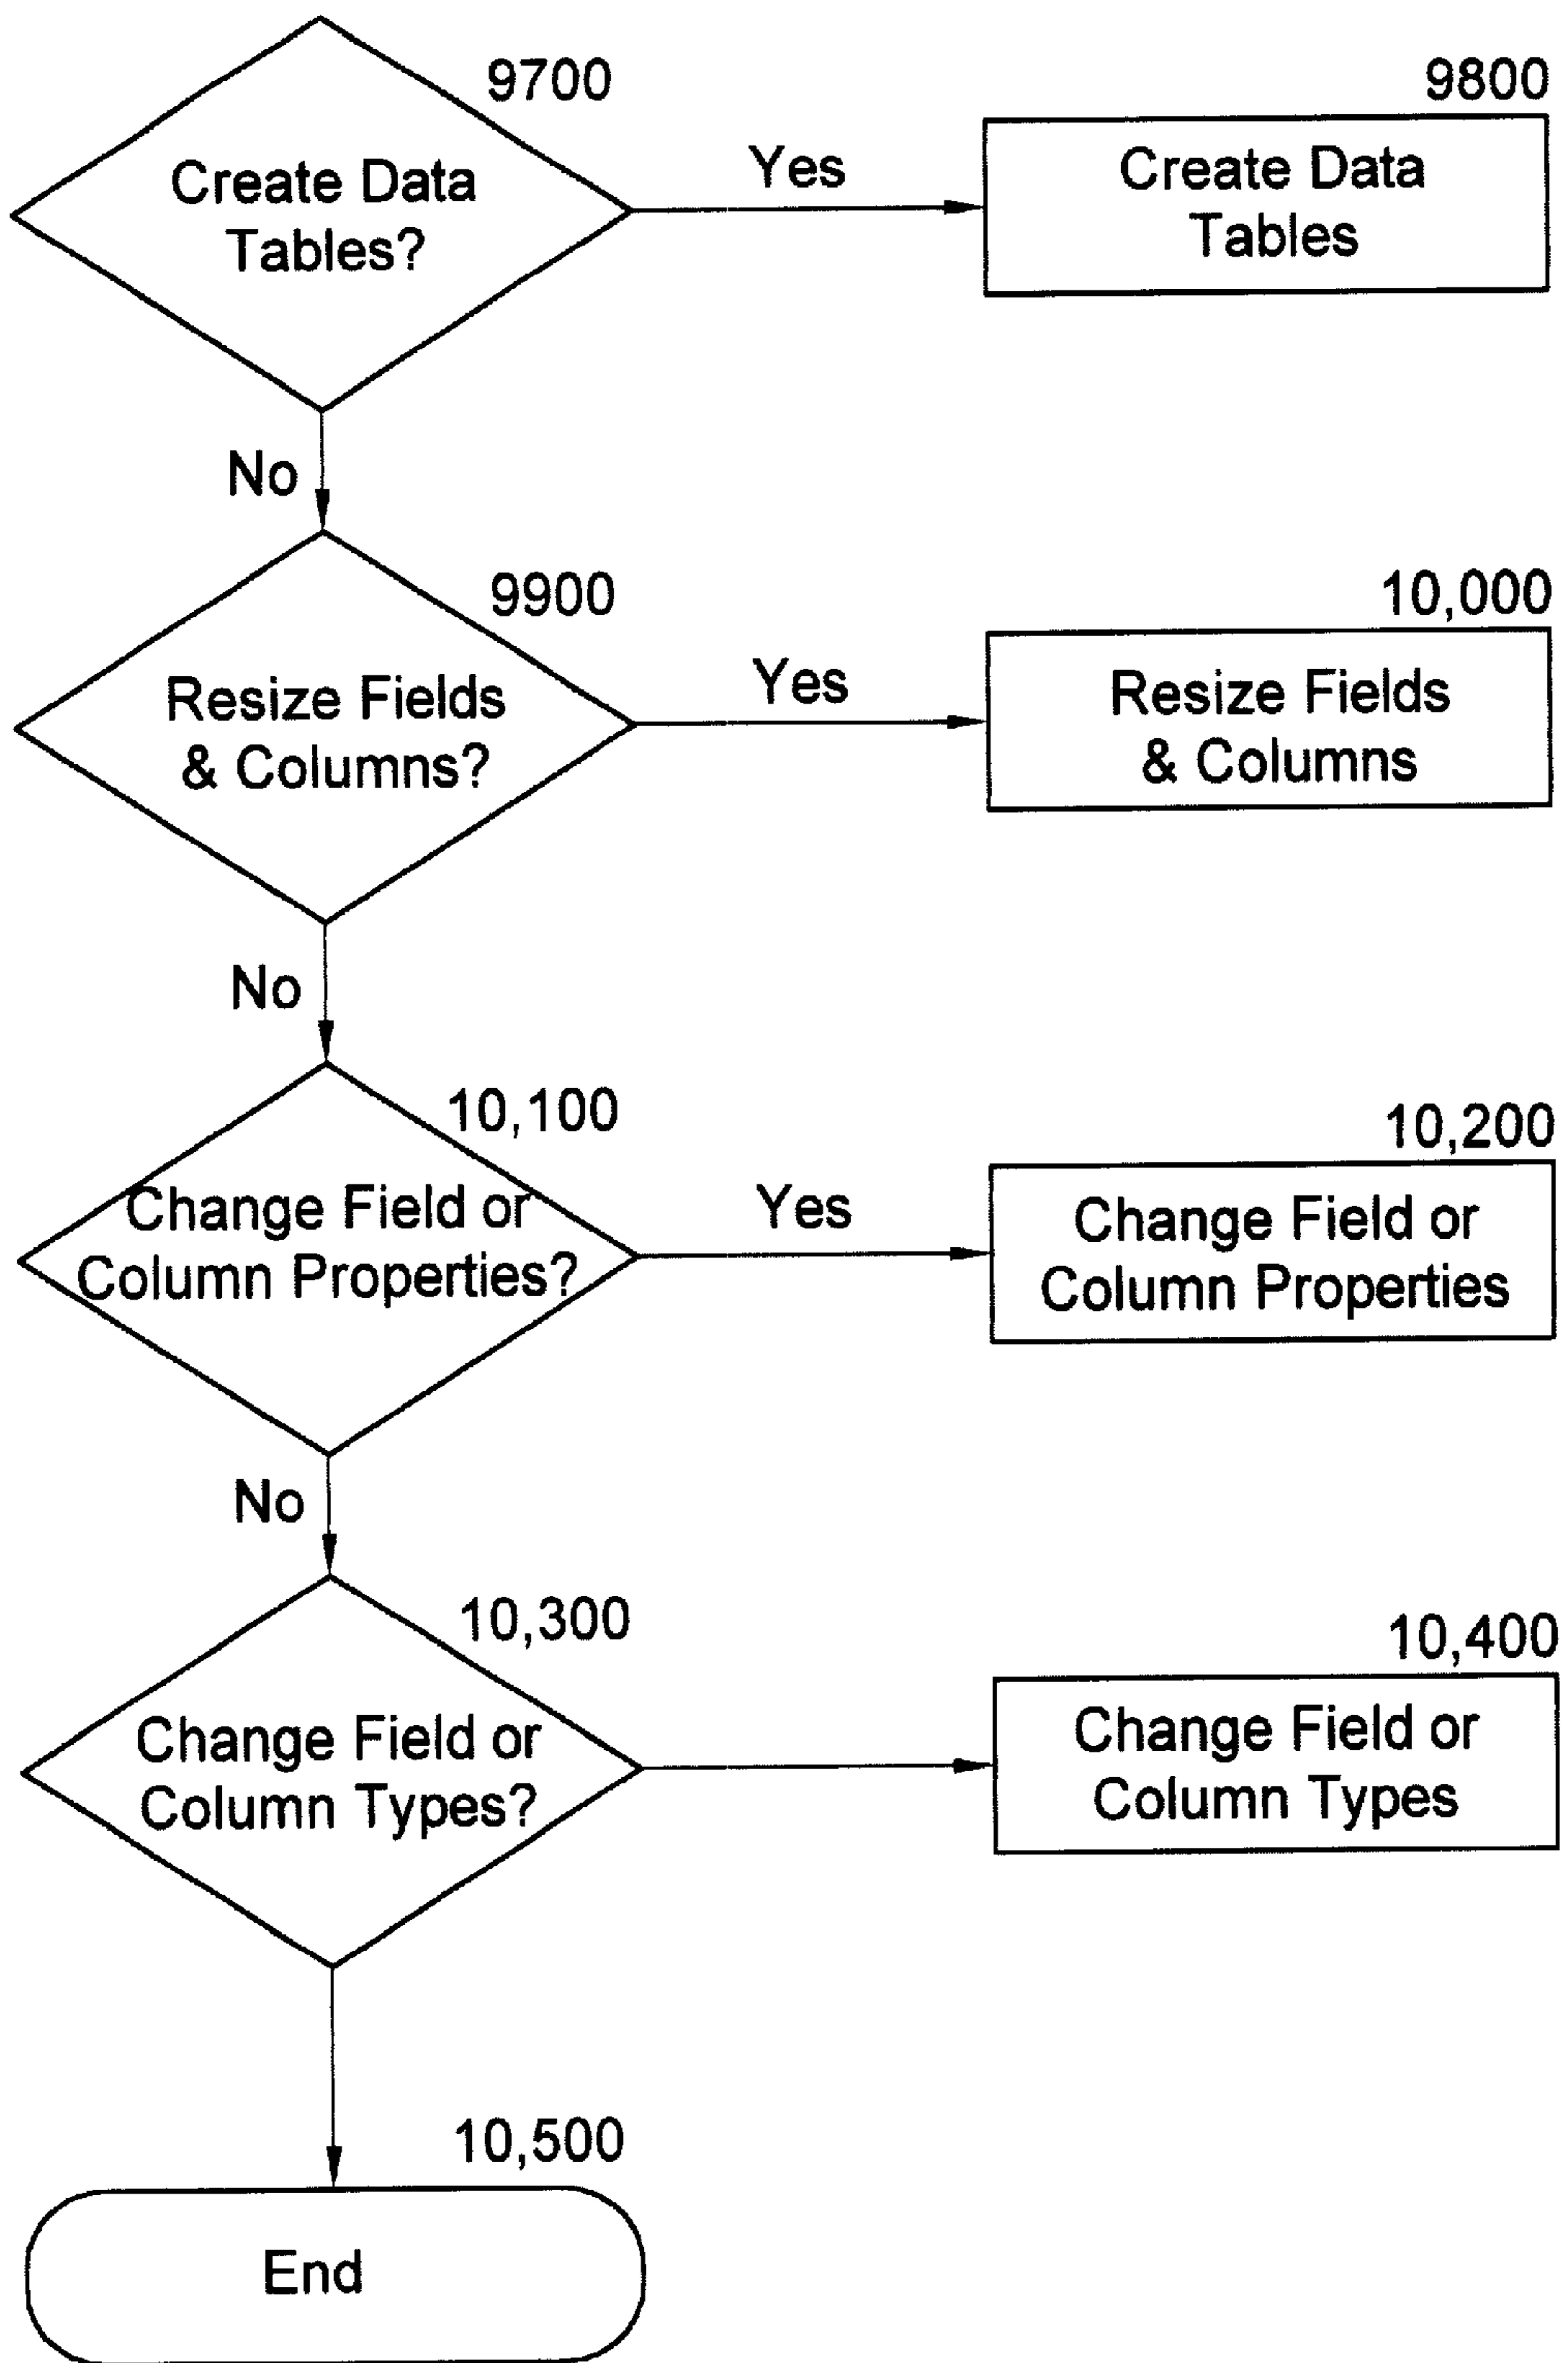 9700
9800
Create Data
Tables?
Yes
Create Data
Tables
No
9900
10,000
Resize Fields
& Columns?
Yes
Resize Fields
& Columns
No
10,100
10,200
Change Field or
Column Properties?
Yes
Change Field or
Column Properties
No
10,300
10,400
Change Field or
Column Types?
Change Field or
Column Types
10,500
End